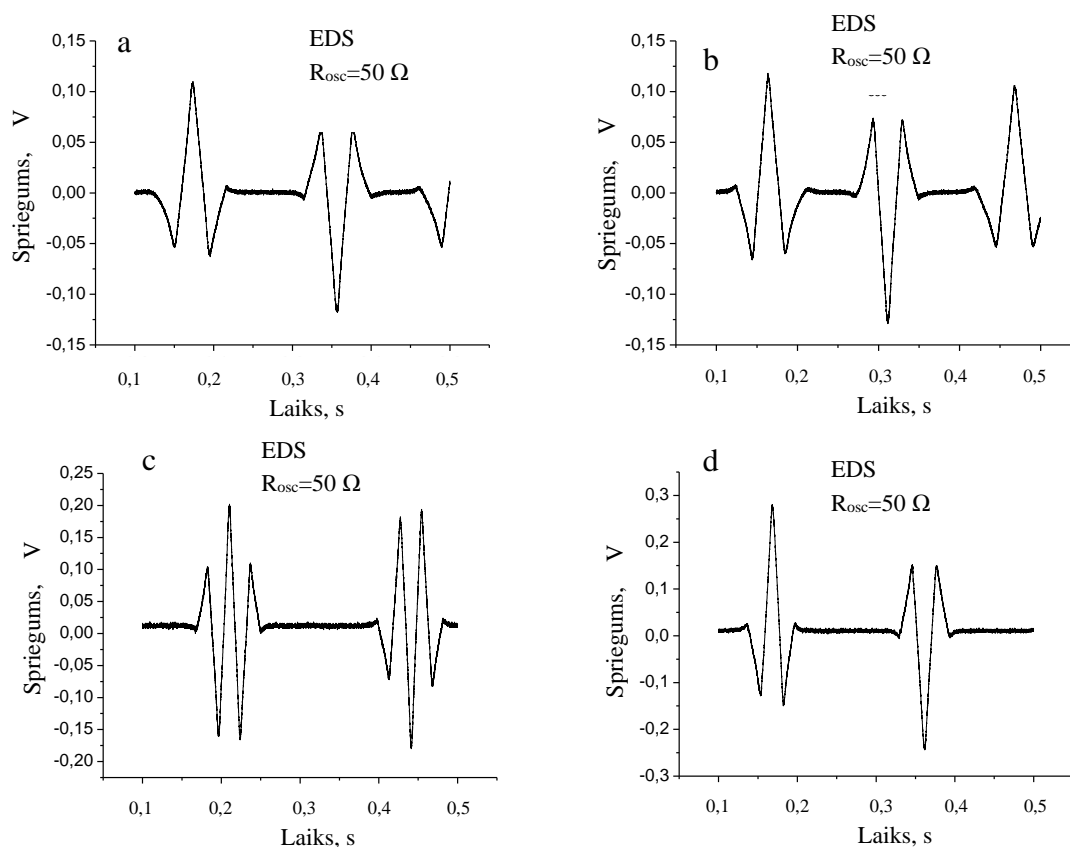 a
EDS
Rosc=50 Ω
0,15
0,10
0,05
0,00
-0,05
-0,10
-0,15
Spriegums, V
0,1 0,2 0,3 0,4 0,5
Laiks, s
b
EDS
Rosc=50 Ω
---
0,15
0,10
0,05
0,00
-0,05
-0,10
-0,15
Spriegums, V
0,1 0,2 0,3 0,4 0,5
Laiks, s
c
EDS
Rosc=50 Ω
0,25
0,20
0,15
0,10
0,05
0,00
-0,05
-0,10
-0,15
-0,20
Spriegums, V
0,1 0,2 0,3 0,4 0,5
Laiks, s
d
EDS
Rosc=50 Ω
0,3
0,2
0,1
0,0
-0,1
-0,2
-0,3
Spriegums, V
0,1 0,2 0,3 0,4 0,5
Laiks, s